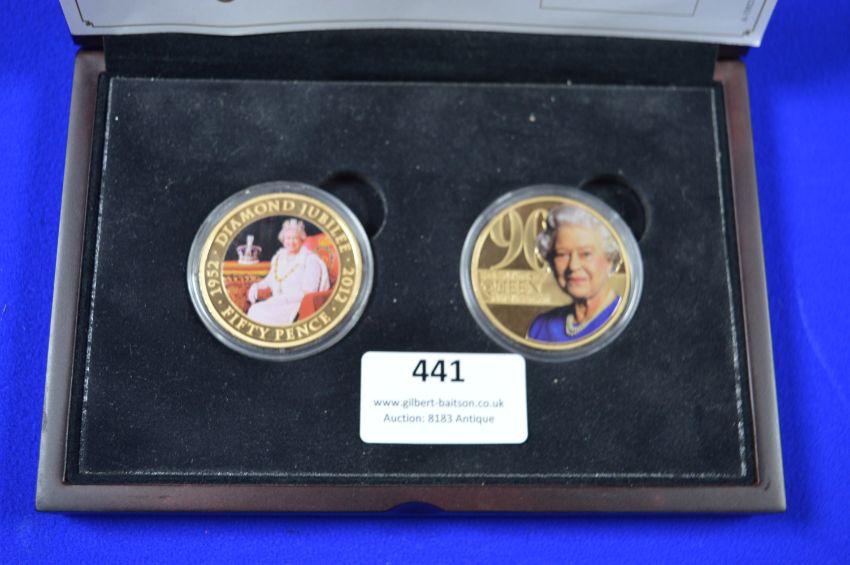 DIAMOND JUBILEE
1952 · 2012
FIFTY PENCE
90
QUEEN
441
www.gilbert-baitson.co.uk
Auction: 8183 Antique